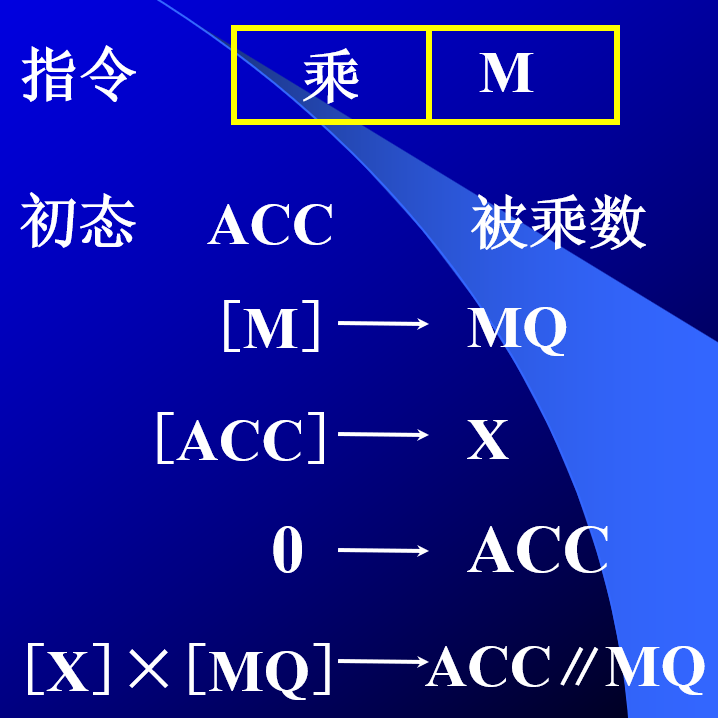 指令 乘 M
初态 ACC 被乘数
[M] → MQ
[ACC] → X
0 → ACC
[X]×[MQ] → ACC∥MQ